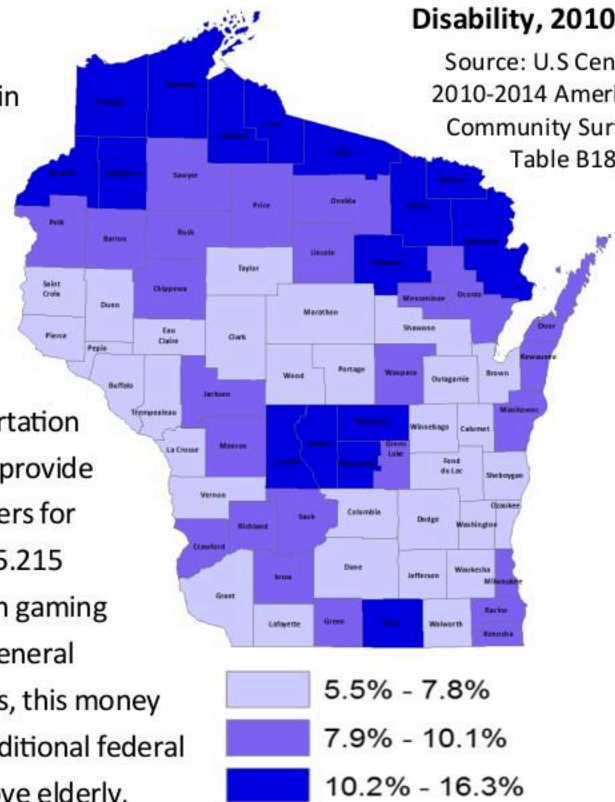 Disability, 2010
Source: U.S Cen
2010-2014 Ameri
Community Sur
Table B18
in
Sawyer
Price
Oneida
Polk
Barron
Rusk
Lincoln
Taylor
Chippewa
Menominee
Oconto
Saint
Croix
Dunn
Marathon
Door
Pierce
Eau
Claire
Clark
Shawano
Pepin
Kewaunee
Wood
Portage
Waupaca
Outagamie
Brown
Buffalo
Jackson
Trempealeau
Manitowoc
rtation
Winnebago
Calumet
La Crosse
Monroe
Green
Lake
provide
Fond
du Lac
Sheboygan
ers for
Vernon
Ozaukee
Richland
Sauk
Columbia
Dodge
Washington
5.215
Crawford
Iowa
Dane
Jefferson
Waukesha
Milwaukee
n gaming
Grant
Racine
eneral
Lafayette
Green
Walworth
Kenosha
s, this money
5.5% - 7.8%
ditional federal
7.9% - 10.1%
ove elderly.
10.2% - 16.3%